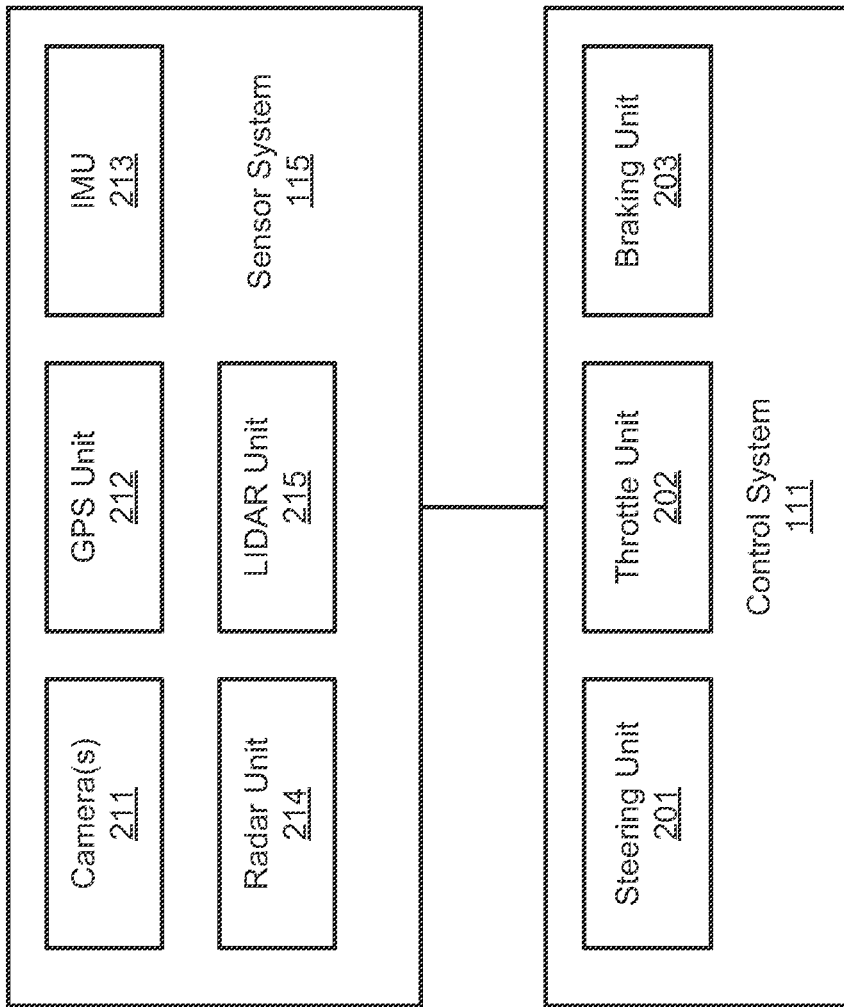 Camera(s)
211
GPS Unit
212
IMU
213
Radar Unit
214
LIDAR Unit
215
Sensor System
115
Steering Unit
201
Throttle Unit
202
Braking Unit
203
Control System
111